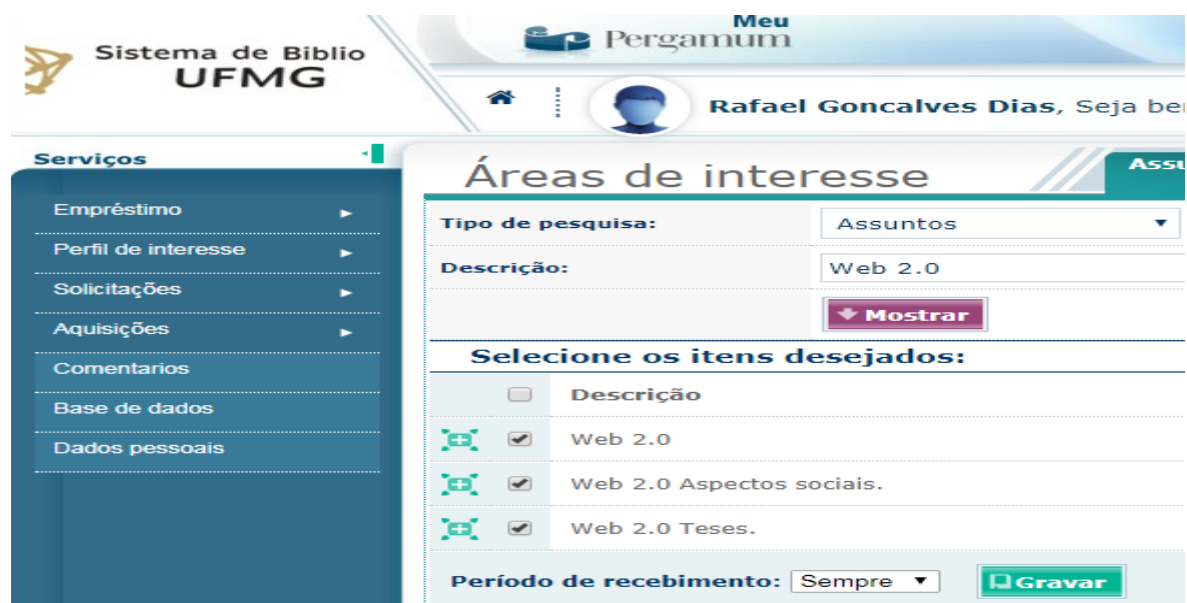 Sistema de Biblio
UFMG
Meu
Pergamum
Rafael Goncalves Dias, Seja
Serviços
Empréstimo
Perfil de interesse
Solicitações
Aquisições
Comentarios
Base de dados
Dados pessoais
Áreas de interesse
Tipo de pesquisa: Assuntos
Descrição: Web 2.0
Mostrar
Selecione os itens desejados:
Descrição
Web 2.0
Web 2.0 Aspectos sociais.
Web 2.0 Teses.
Período de recebimento: Sempre Gravar